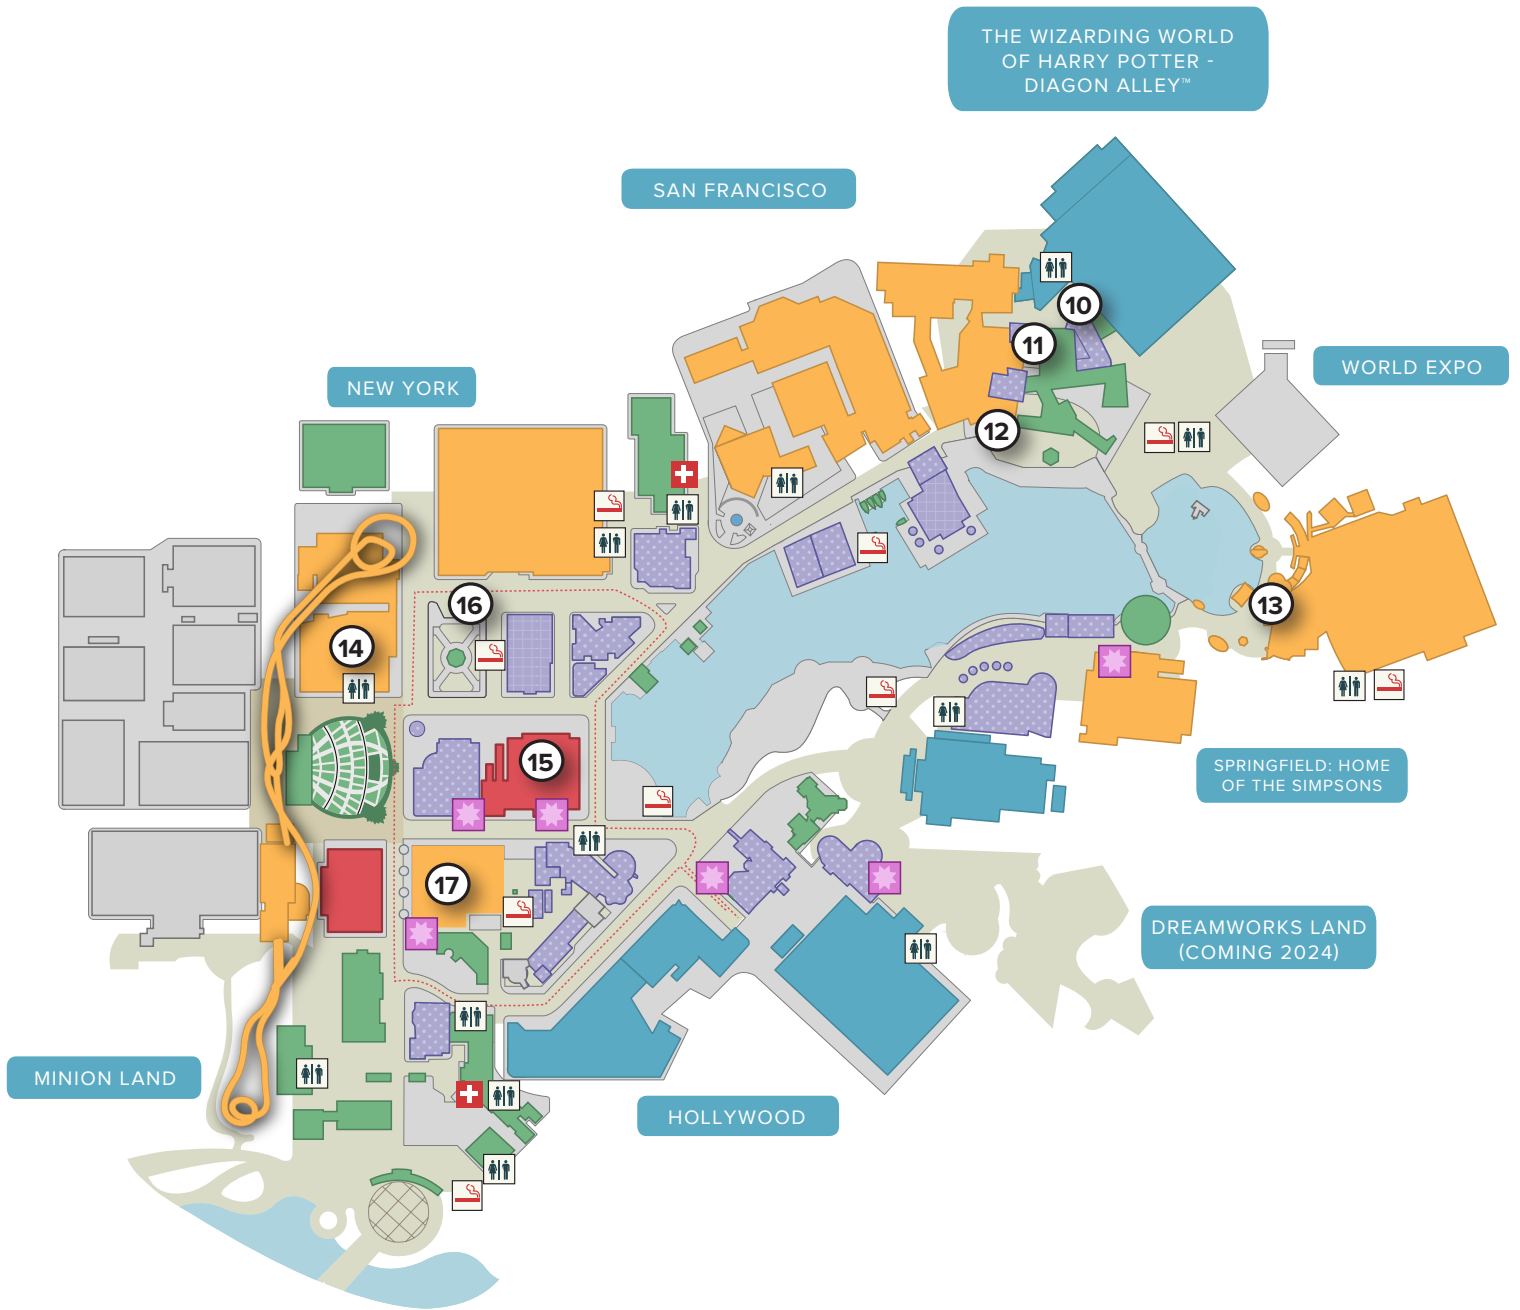 THE WIZARDING WORLD
OF HARRY POTTER -
DIAGON ALLEY™
SAN FRANCISCO
10
11
WORLD EXPO
NEW YORK
12
16
13
14
15
SPRINGFIELD: HOME
OF THE SIMPSONS
17
DREAMWORKS LAND
(COMING 2024)
MINION LAND
HOLLYWOOD